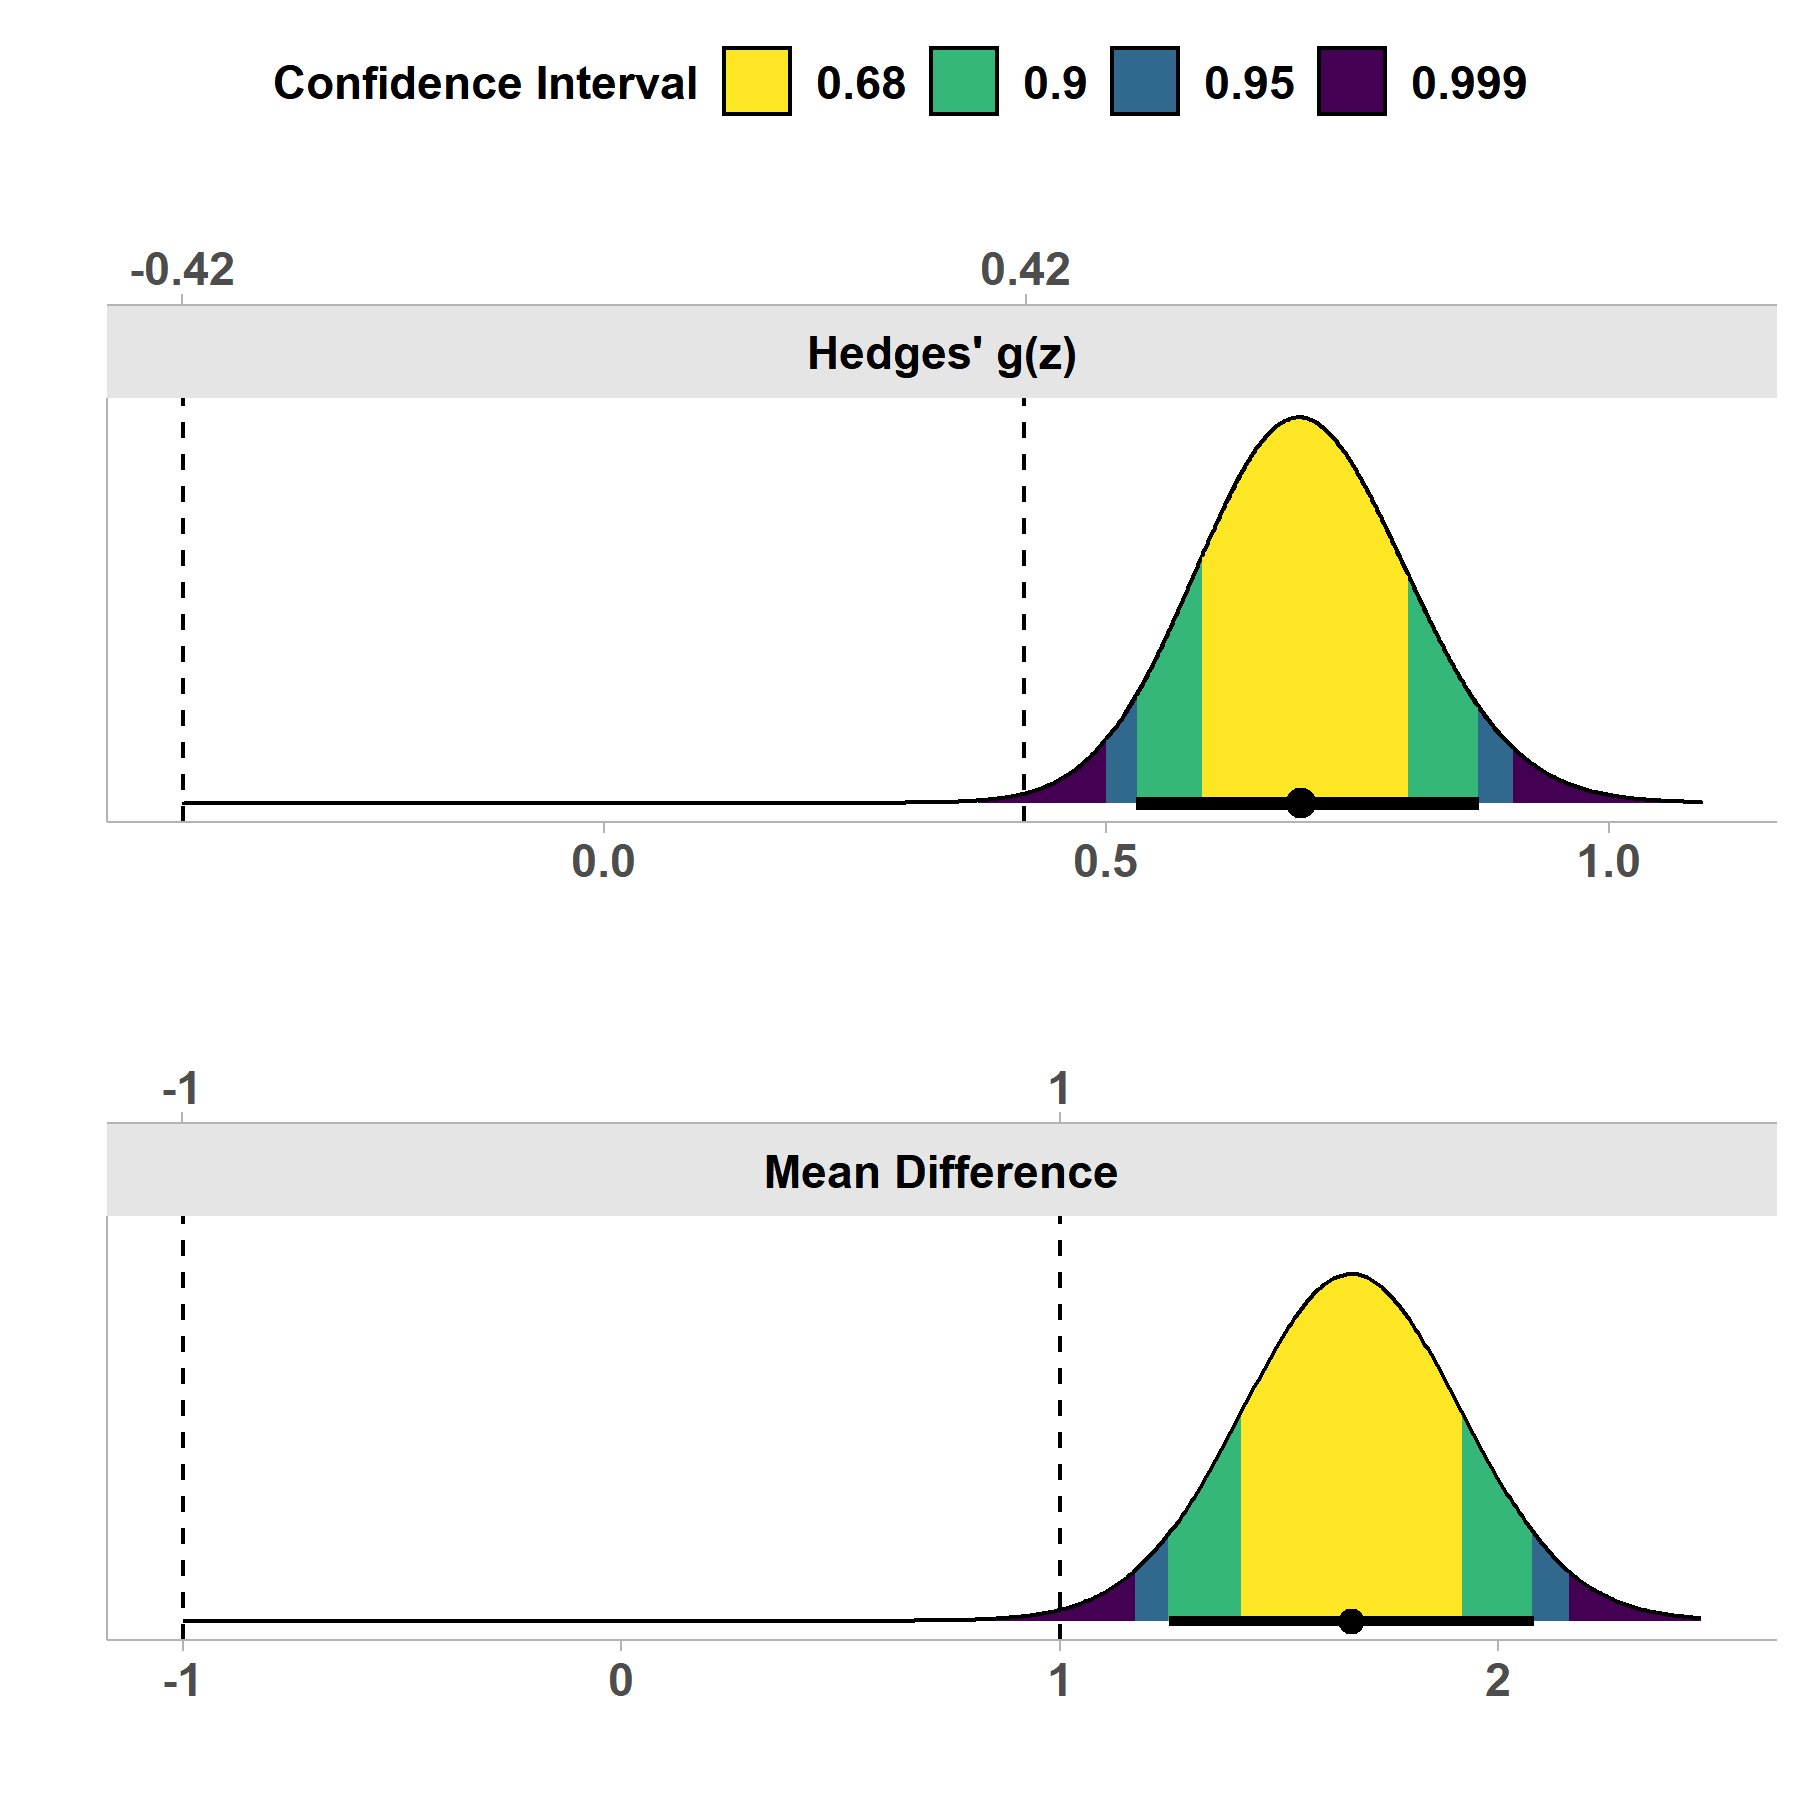 Confidence Interval 0.68 0.9 0.95 0.999
-0.42 0.42
Hedges' g(z)
0.0 0.5 1.0
-1 1
Mean Difference
-1 0 1 2